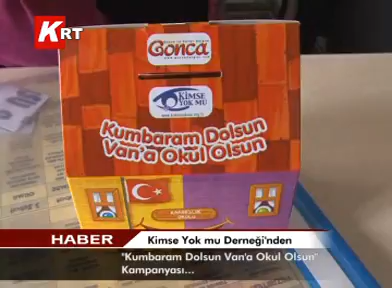 KRT
Gonca
KİMSE
YOK MU
Kumbaram Dolsun
Van'a Okul Olsun
HABER
Kimse Yok mu Derneği'nden
"Kumbaram Dolsun Van'a Okul Olsun"
Kampanyası...